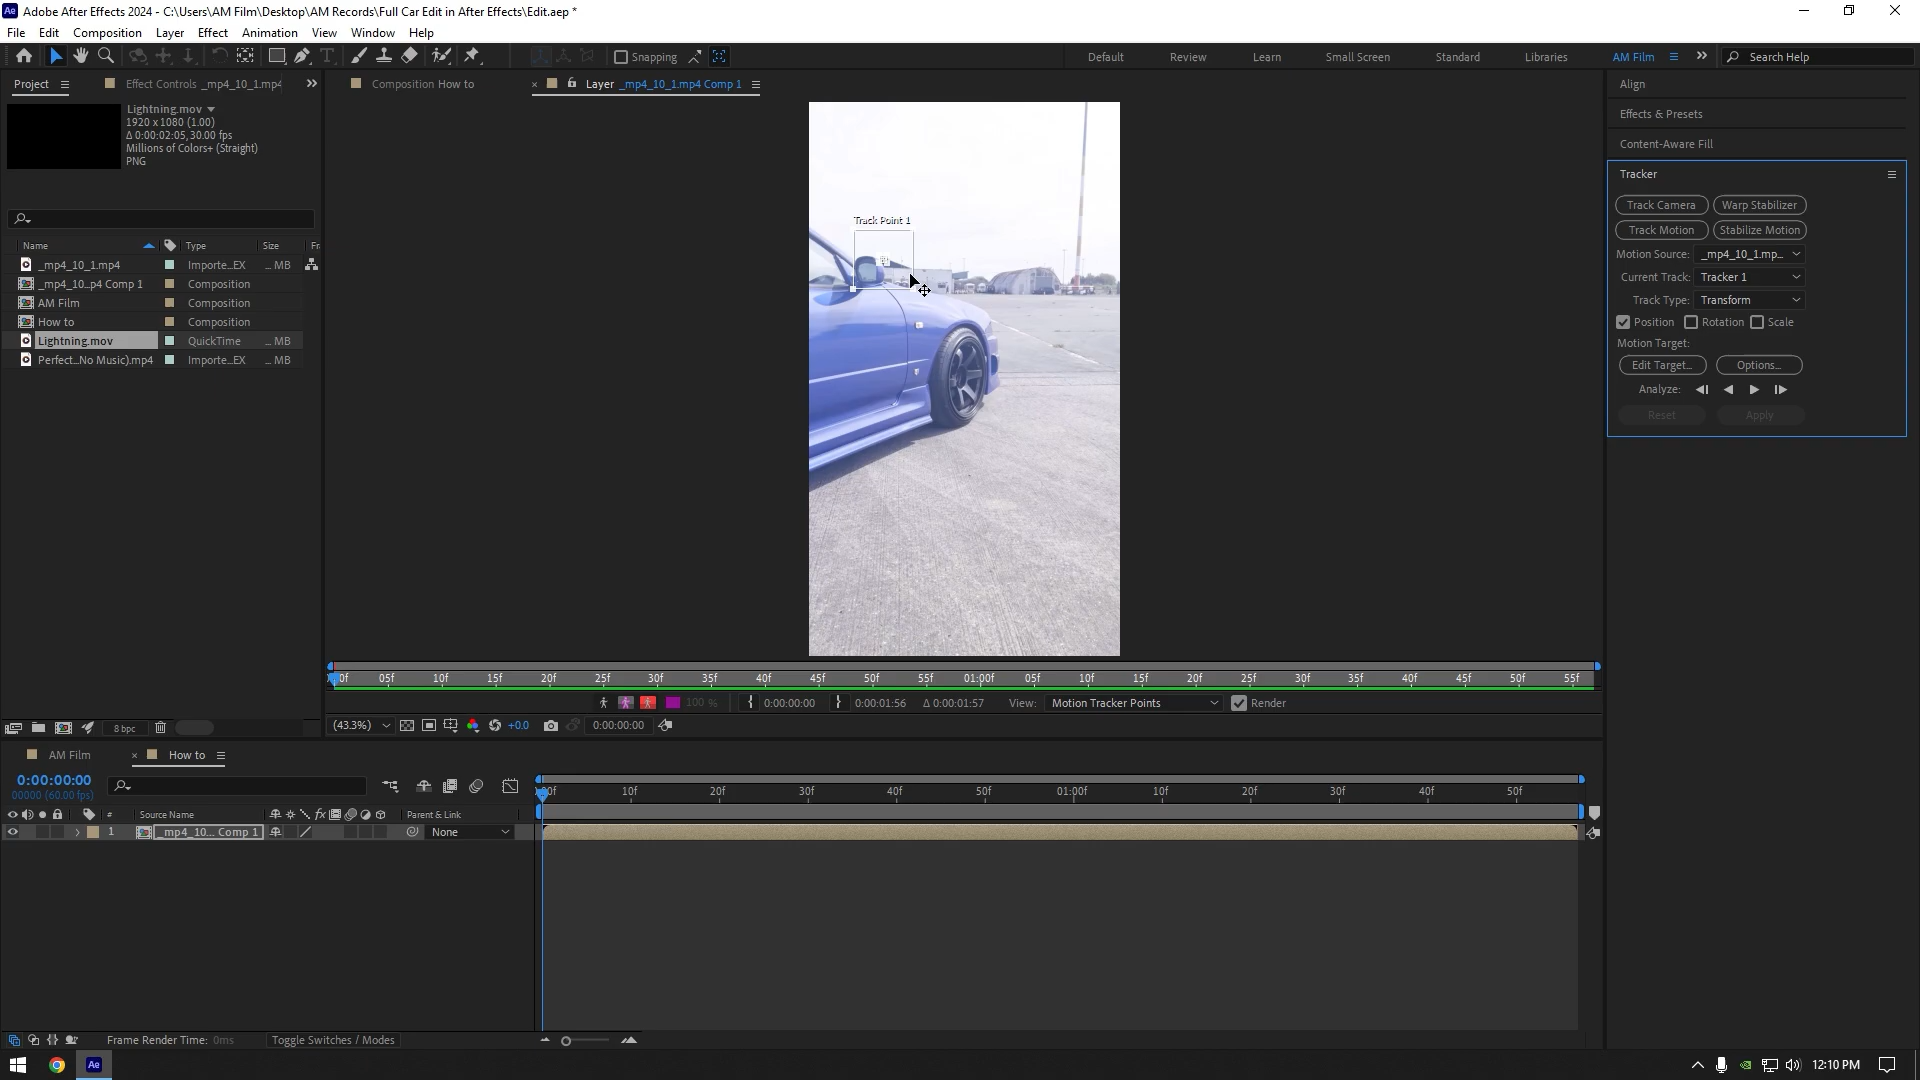 Adobe After Effects 2024 - C:\Users\AM Film\Desktop\AM Records\Full Car Edit in After Effects\Edit.aep *
File Edit Composition Layer Effect Animation View Window Help
Snapping
Default Review Learn Small Screen Standard AM Film Libraries Search Help
Project Effect Controls _mp4_10_1.mp4
Composition How to
Layer _mp4_10_1.mp4 Comp 1
Lightning.mov
1920 x 1080 (1.00)
Δ 0:00:02:05, 30.00 fps
Millions of Colors+ (Straight)
PNG
Name Type Size Fr
_mp4_10_1.mp4 Importe...EX ... MB
_mp4_10...p4 Comp 1 Composition
AM Film Composition
How to Composition
Lightning.mov QuickTime ... MB
Perfect...No Music).mp4 Importe...EX ... MB
8 bpc
Track Point 1
Align
Effects & Presets
Content-Aware Fill
Tracker
Track Camera Warp Stabilizer
Track Motion Stabilize Motion
Motion Source: _mp4_10_1.mp...
Current Track: Tracker 1
Track Type: Transform
Position Rotation Scale
Motion Target:
Edit Target... Options...
Analyze:
Reset Apply
05f 10f 15f 20f 25f 30f 35f 40f 45f 50f 55f 01:00f 05f 10f 15f 20f 25f 30f 35f 40f 45f 50f 55f
100 % 0:00:00:00 0:00:01:56 Δ 0:00:01:57 View: Motion Tracker Points Render
(43.3%) +0.0 0:00:00:00
AM Film How to
0:00:00:00
00000 (60.00 fps)
10f 20f 30f 40f 50f 01:00f 10f 20f 30f 40f 50f
# Source Name fx Parent & Link
1 _mp4_10... Comp 1 None
Frame Render Time: 0ms Toggle Switches / Modes
Ae 12:10 PM